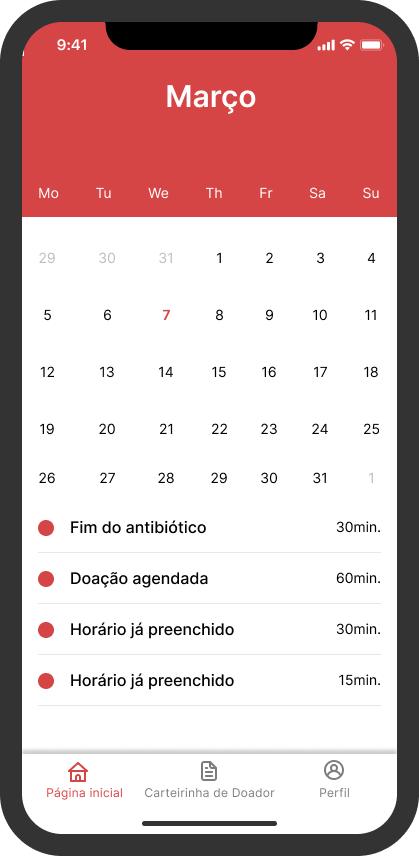 9:41
Março
Mo Tu We Th Fr Sa Su
29 30 31 1 2 3 4
5 6 7 8 9 10 11
12 13 14 15 16 17 18
19 20 21 22 23 24 25
26 27 28 29 30 31 1
Fim do antibiótico 30min.
Doação agendada 60min.
Horário já preenchido 30min.
Horário já preenchido 15min.
Página inicial Carteirinha de Doador Perfil